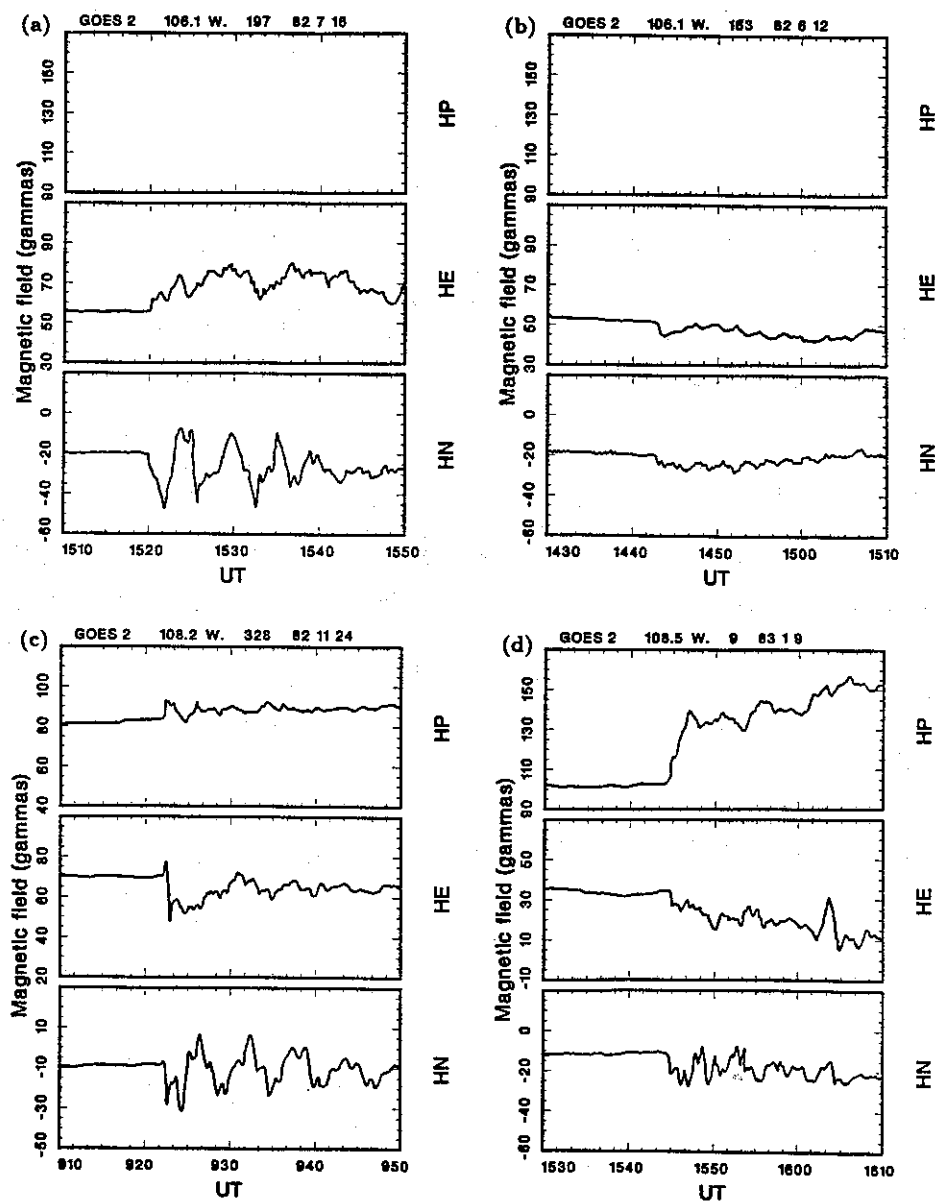 (a) GOES 2 106.1 W. 197 82 7 16
150
130
110
90
HP
90
70
50
30
HE
0
-20
-40
-60
HN
Magnetic field (gammas)
1510 1520 1530 1540 1550
UT
(b) GOES 2 106.1 W. 163 82 6 12
150
130
110
90
HP
90
70
50
30
HE
0
-20
-40
-60
HN
Magnetic field (gammas)
1430 1440 1450 1500 1510
UT
(c) GOES 2 108.2 W. 328 82 11 24
100
80
60
40
HP
80
60
40
20
HE
10
-10
-30
-50
HN
Magnetic field (gammas)
910 920 930 940 950
UT
(d) GOES 2 108.5 W. 9 83 1 9
150
130
110
90
HP
50
30
10
-10
HE
0
-20
-40
-60
HN
Magnetic field (gammas)
1530 1540 1550 1600 1610
UT